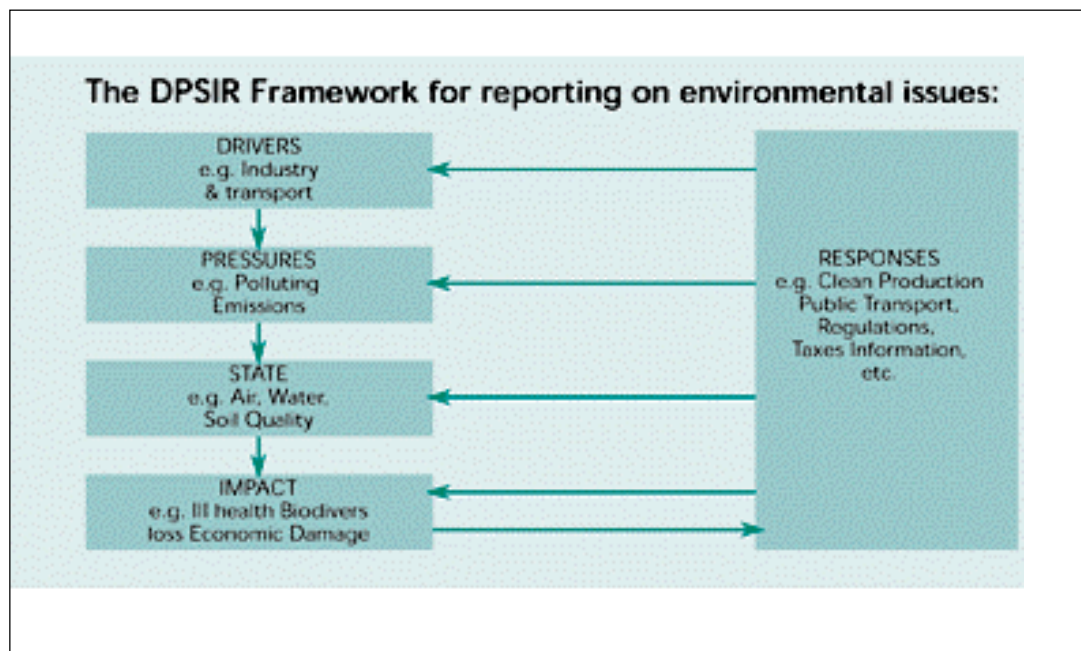 The DPSIR Framework for reporting on environmental issues:
DRIVERS
e.g. Industry
& transport
PRESSURES
e.g. Polluting
Emissions
STATE
e.g. Air, Water,
Soil Quality
IMPACT
e.g. Ill health Biodivers
loss Economic Damage
RESPONSES
e.g. Clean Production
Public Transport,
Regulations,
Taxes Information,
etc.